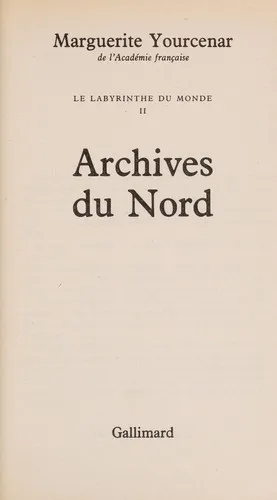 Marguerite Yourcenar
de l'Académie française
LE LABYRINTHE DU MONDE
II
Archives
du Nord
Gallimard